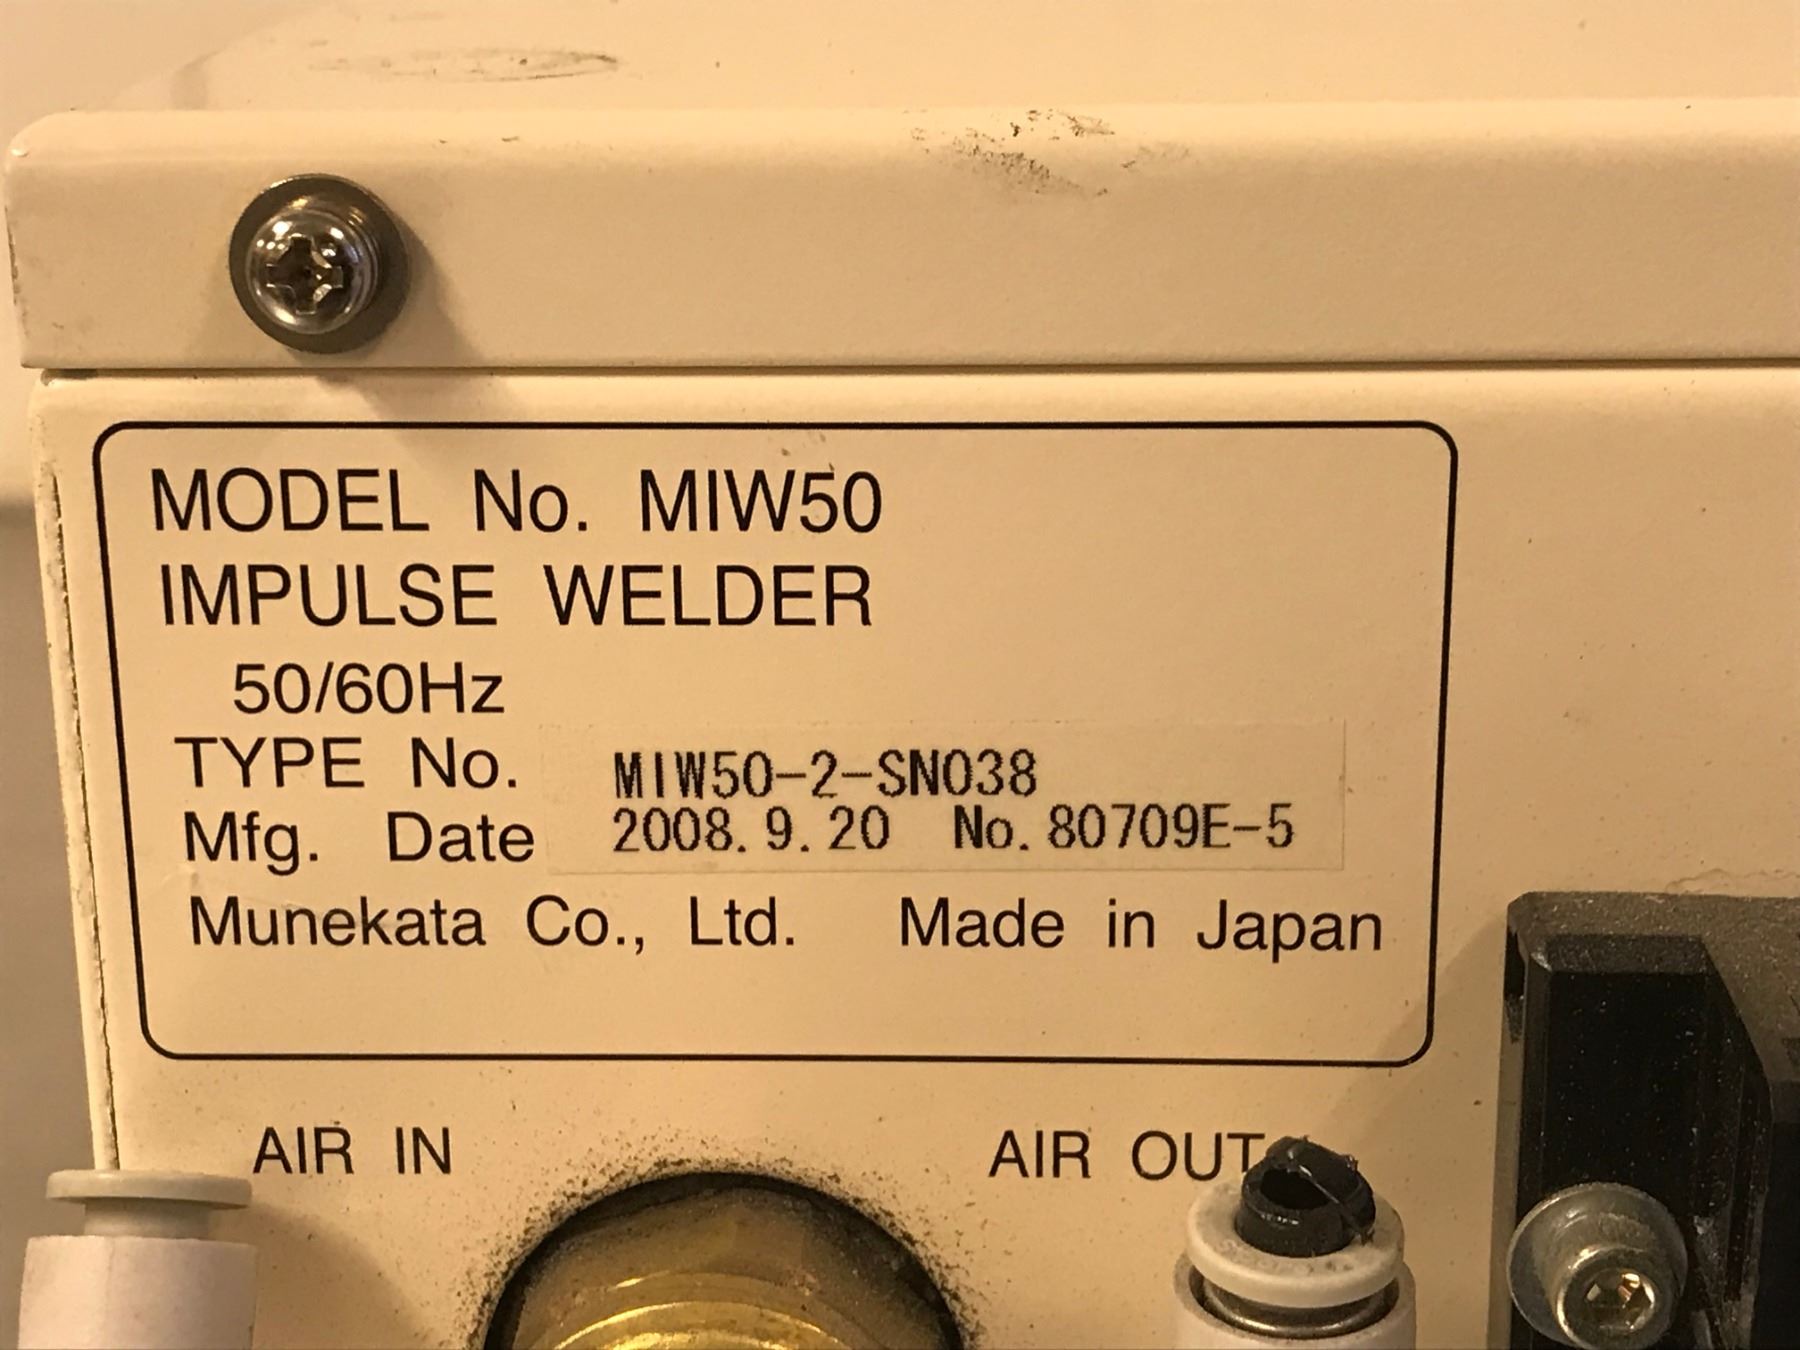 MODEL No. MIW50
IMPULSE WELDER
50/60Hz
TYPE No. MIW50-2-SN038
Mfg. Date 2008. 9. 20 No. 80709E-5
Munekata Co., Ltd. Made in Japan
AIR IN AIR OUT